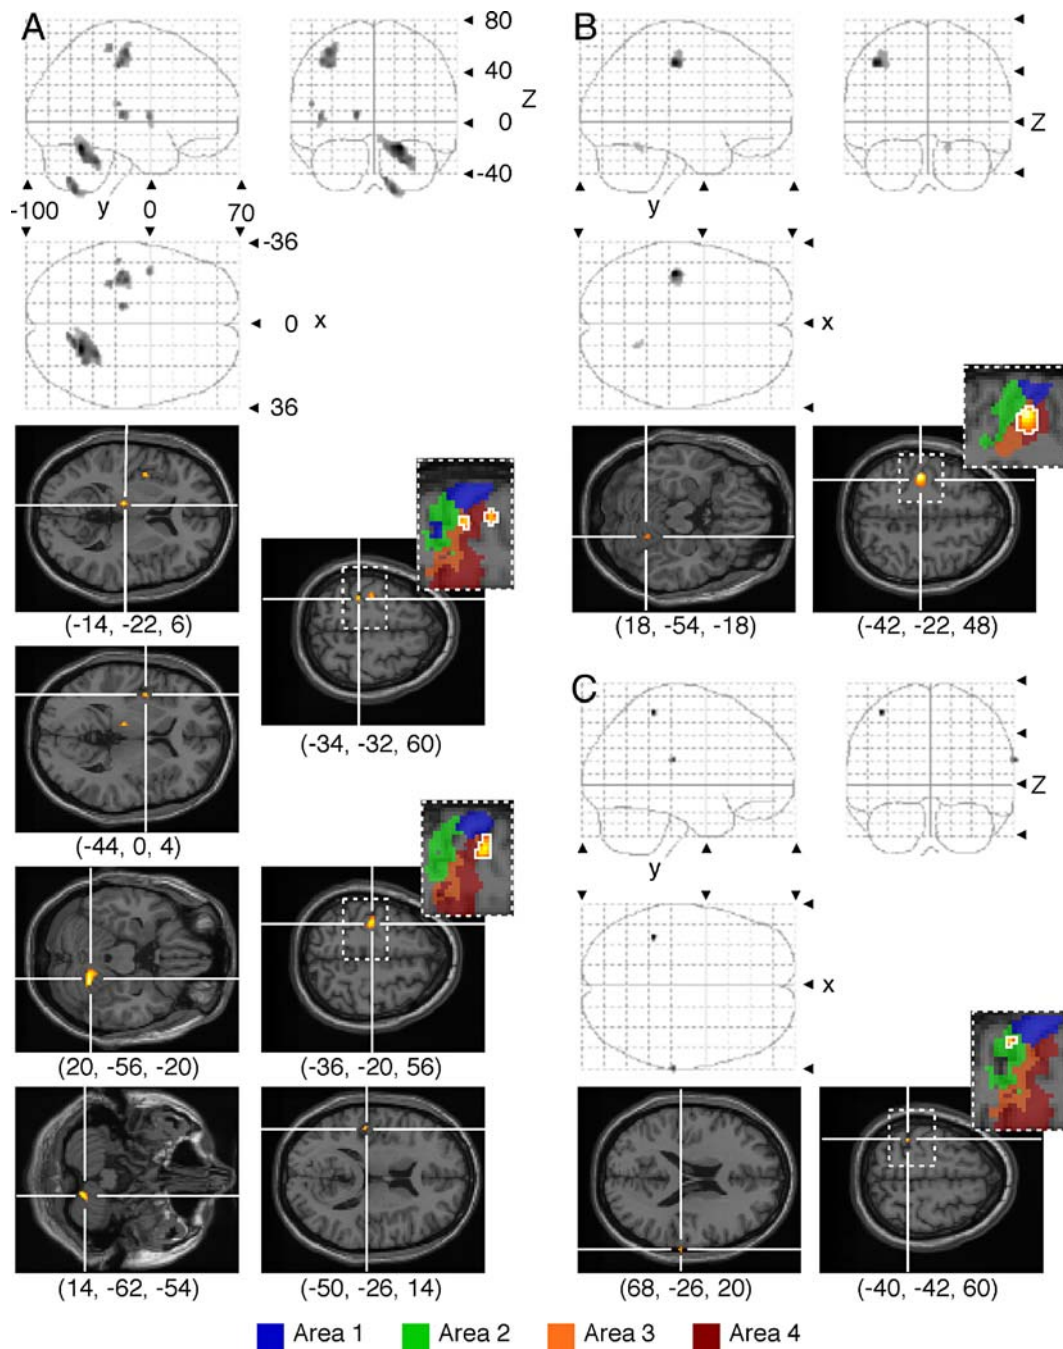 A
80
40
Z
0
-40
-100
y
0
70
-36
0
x
36
(-14, -22, 6)
(-34, -32, 60)
(-44, 0, 4)
(20, -56, -20)
(-36, -20, 56)
(14, -62, -54)
(-50, -26, 14)
B
Z
y
x
(18, -54, -18)
(-42, -22, 48)
C
Z
y
x
(68, -26, 20)
(-40, -42, 60)
Area 1
Area 2
Area 3
Area 4